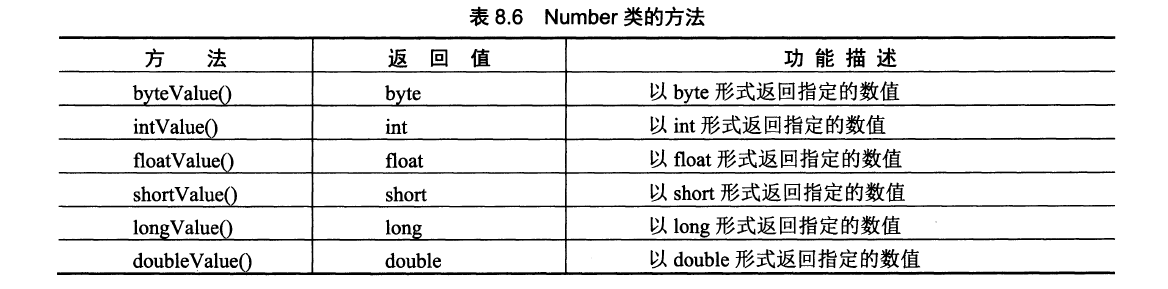 表 8.6 Number 类的方法
方 法 返 回 值 功 能 描 述
byteValue() byte 以 byte 形式返回指定的数值
intValue() int 以 int 形式返回指定的数值
floatValue() float 以 float 形式返回指定的数值
shortValue() short 以 short 形式返回指定的数值
longValue() long 以 long 形式返回指定的数值
doubleValue() double 以 double 形式返回指定的数值